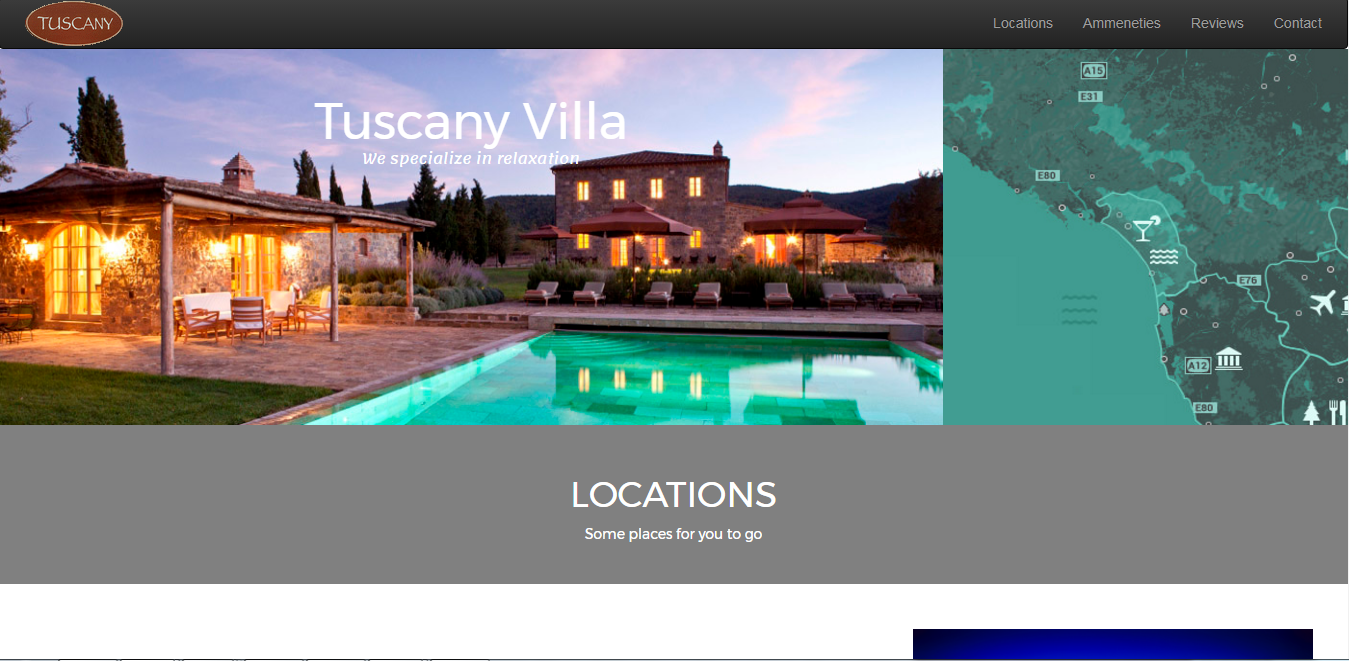 TUSCANY
Locations Ammeneties Reviews Contact
Tuscany Villa
We specialize in relaxation
A15
E31
E80
E76
A12
E80
LOCATIONS
Some places for you to go